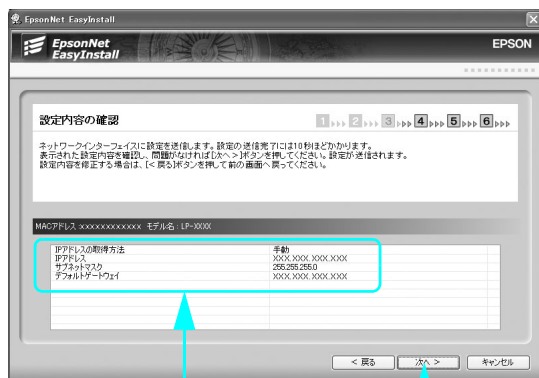 EpsonNet EasyInstall
EpsonNet
EasyInstall
EPSON
設定内容の確認
1 2 3 4 5 6
ネットワークインターフェイスに設定を送信します。設定の送信完了には10秒ほどかかります。
表示された設定内容を確認し、問題がなければ[次へ >]ボタンを押してください。設定が送信されます。
設定内容を修正する場合は、[< 戻る]ボタンを押して前の画面へ戻ってください。
MACアドレス:xxxxxxxxxxxx モデル名:LP-XXXX
IPアドレスの取得方法 手動
IPアドレス XXX.XXX.XXX.XXX
サブネットマスク 255.255.255.0
デフォルトゲートウェイ XXX.XXX.XXX.XXX
< 戻る 次へ > キャンセル